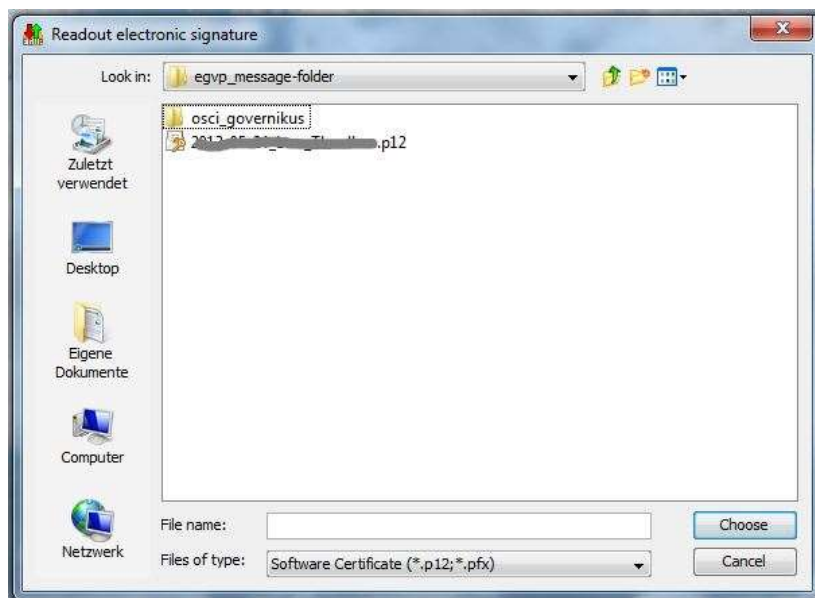 Readout electronic signature
Look in:
egvp_message-folder
osci_governikus
.p12
Zuletzt
verwendet
Desktop
Eigene
Dokumente
Computer
Netzwerk
File name:
Choose
Files of type:
Software Certificate (*.p12;*.pfx)
Cancel